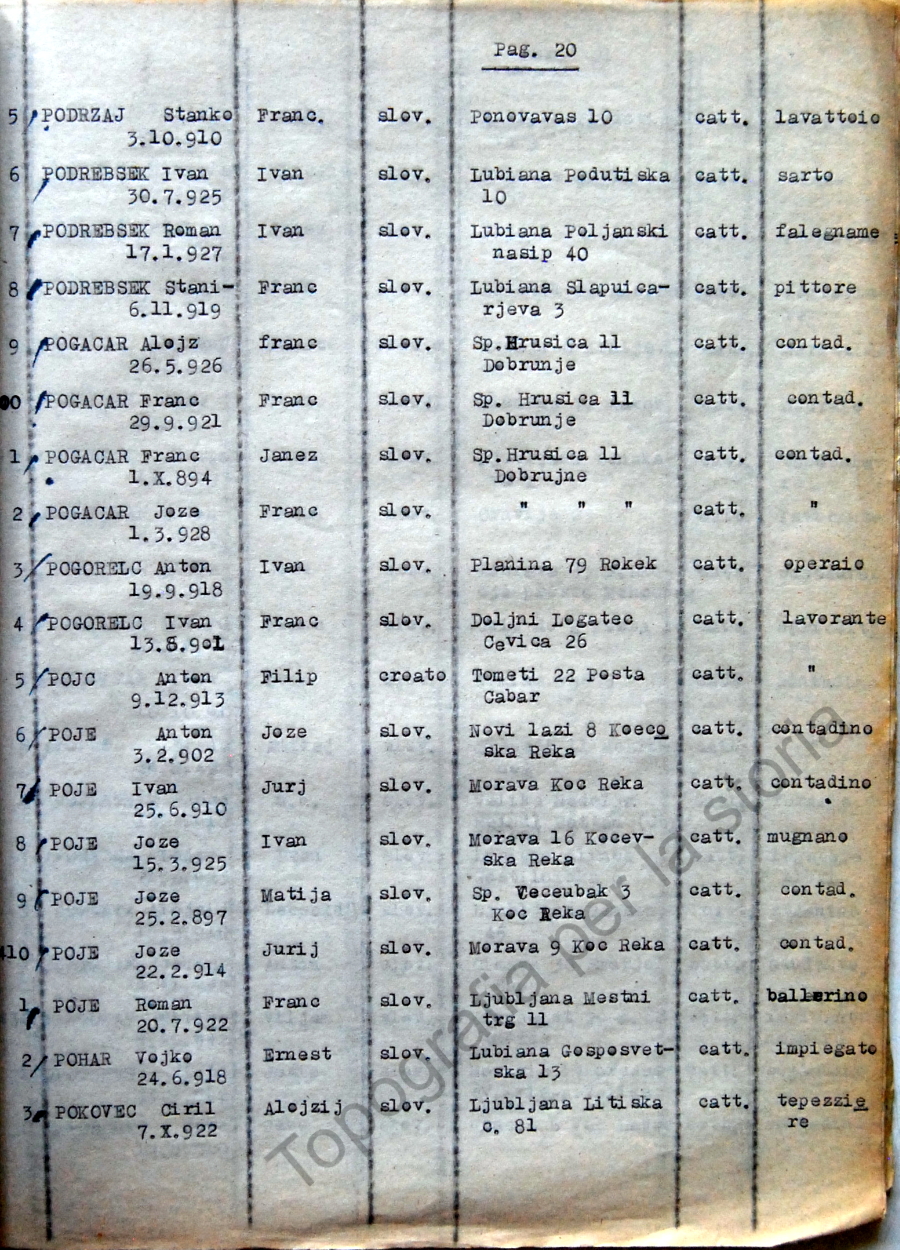 Pag. 20
5 PODRZAJ Stanko Franc. slov. Ponovavas 10 catt. lavattoio
3.10.910
6 PODREBSEK Ivan Ivan slov. Lubiana Podutiska catt. sarto
30.7.925 10
7 PODREBSEK Roman Ivan slov. Lubiana Poljanski catt. falegname
17.1.927 nasip 40
8 PODREBSEK Stani- Franc slov. Lubiana Slapuica- catt. pittore
6.11.919 rjeva 3
9 POGACAR Alojz franc slov. Sp.Hrusica 11 catt. contad.
26.5.926 Dobrunje
00 POGACAR Franc Franc slov. Sp. Hrusica 11 catt. contad.
29.9.921 Dobrunje
1 POGACAR Franc Janez slov. Sp.Hrusica 11 catt. contad.
1.X.894 Dobrujne
2 POGACAR Joze Franc slov. " " " catt. "
1.3.928
3 POGORELC Anton Ivan slov. Planina 79 Rokek catt. operaio
19.9.918
4 POGORELC Ivan Franc slov. Doljni Logatec catt. lavorante
13.8.901 Cevica 26
5 POJC Anton Filip croato Tometi 22 Posta catt. "
9.12.913 Cabar
6 POJE Anton Joze slov. Novi lazi 8 Koeco catt. contadino
3.2.902 ska Reka
7 POJE Ivan Jurj slov. Morava Koc Reka catt. contadino
25.6.910
8 POJE Joze Ivan slov. Morava 16 Kocev- catt. mugnano
15.3.925 ska Reka
9 POJE Joze Matija slov. Sp. Veceubak 3 catt. contad.
25.2.897 Koc Reka
410 POJE Joze Jurij slov. Morava 9 Koc Reka catt. contad.
22.2.914
1 POJE Roman Franc slov. Ljubljana Mestni catt. ballerino
20.7.922 trg 11
2 POHAR Vojko Ernest slov. Lubiana Gosposvet- catt. impiegato
24.6.918 ska 13
3 POKOVEC Ciril Alojzij slov. Ljubljana Litiska catt. tepezzie
7.X.922 c. 81 re
Topografia per la storia